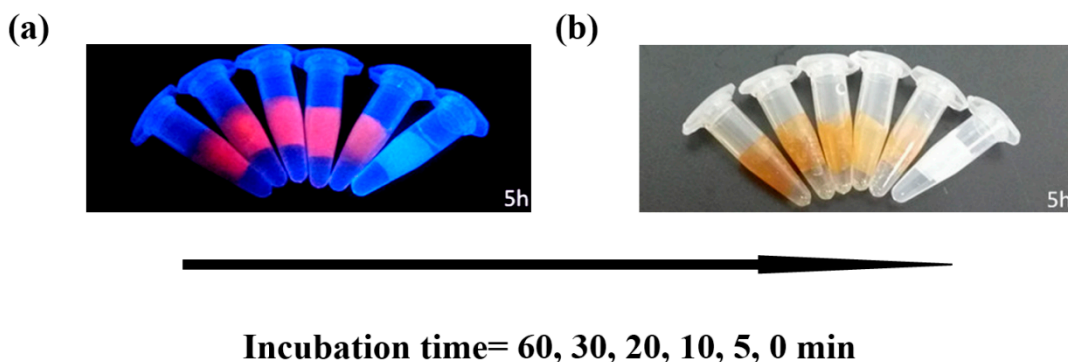 (a)
(b)
5h
5h
Incubation time= 60, 30, 20, 10, 5, 0 min